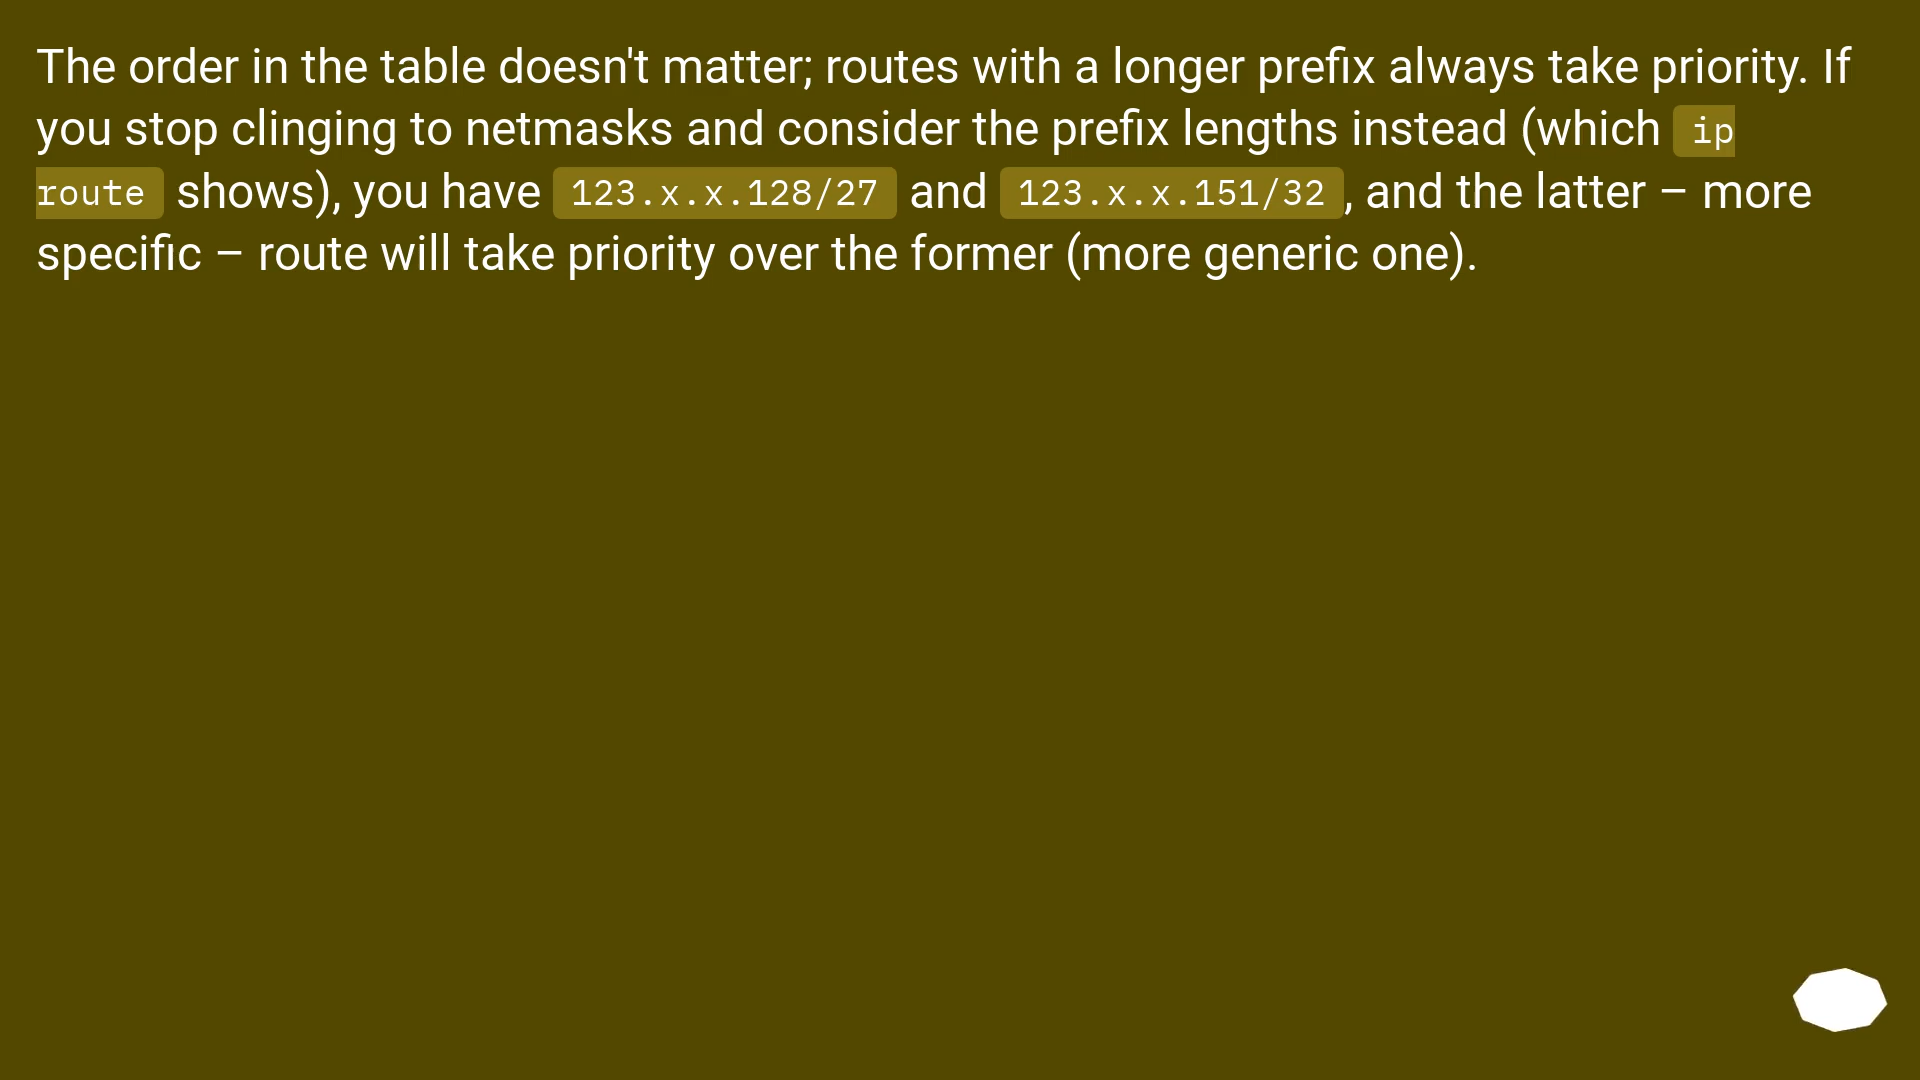 The order in the table doesn't matter; routes with a longer prefix always take priority. If
you stop clinging to netmasks and consider the prefix lengths instead (which ip
route shows), you have 123.x.x.128/27 and 123.x.x.151/32, and the latter – more
specific – route will take priority over the former (more generic one).